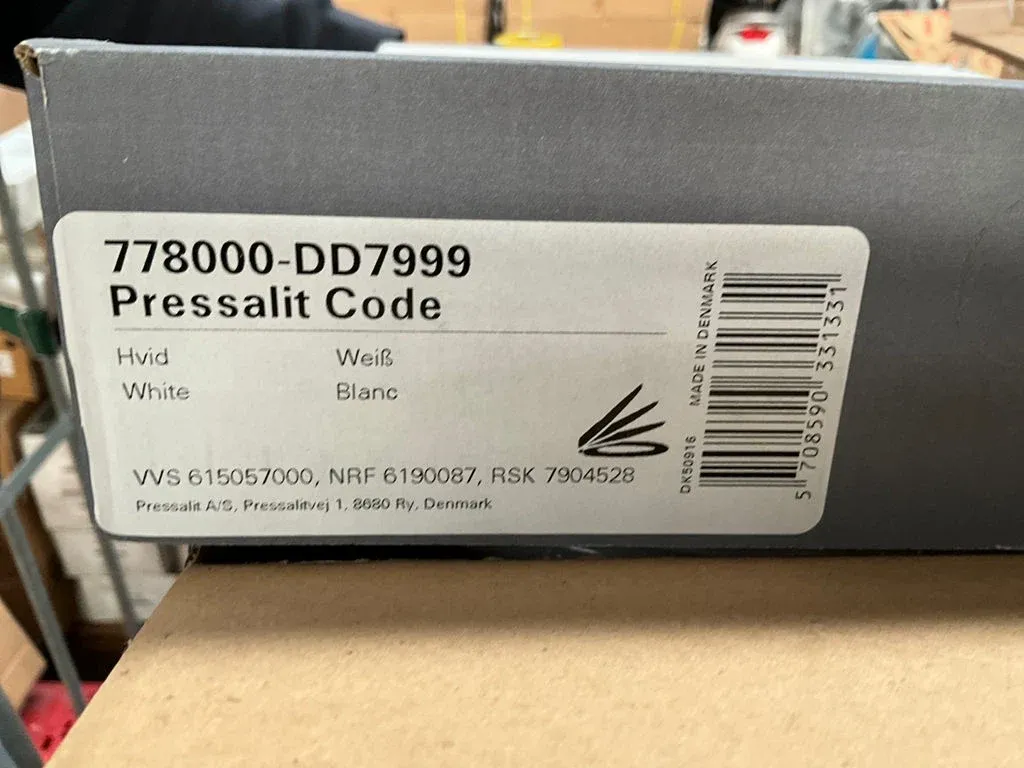 778000-DD7999
Pressalit Code
Hvid Weiß
White Blanc
VVS 615057000, NRF 6190087, RSK 7904528
Pressalit A/S, Pressalitvej 1, 8680 Ry, Denmark
DK50916 MADE IN DENMARK
5 708590 331331